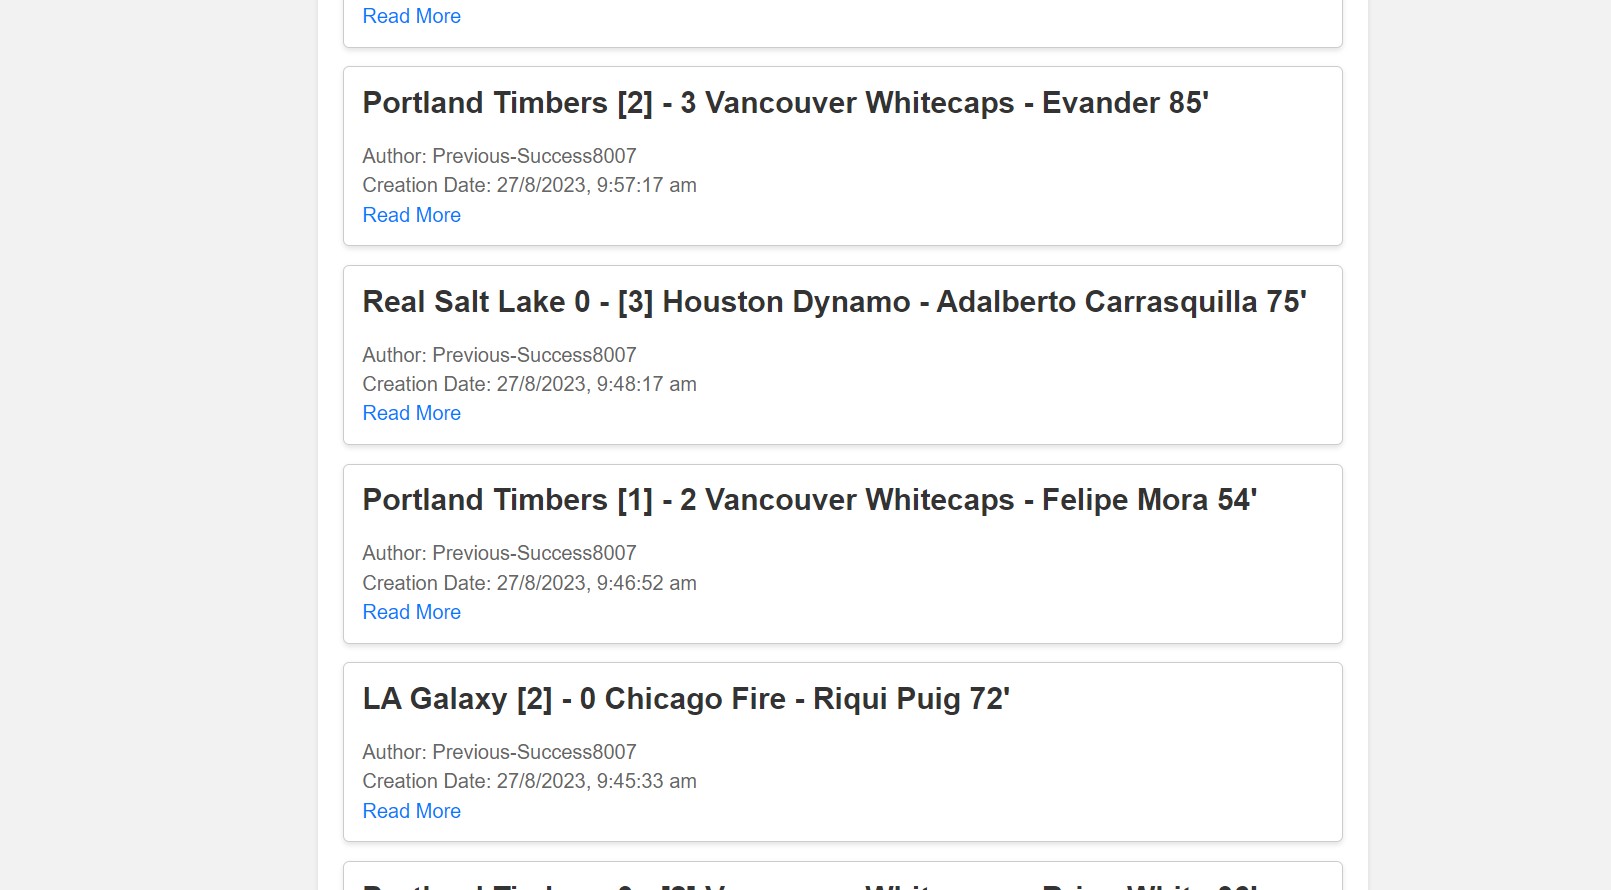 Read More
Portland Timbers [2] - 3 Vancouver Whitecaps - Evander 85'
Author: Previous-Success8007
Creation Date: 27/8/2023, 9:57:17 am
Read More
Real Salt Lake 0 - [3] Houston Dynamo - Adalberto Carrasquilla 75'
Author: Previous-Success8007
Creation Date: 27/8/2023, 9:48:17 am
Read More
Portland Timbers [1] - 2 Vancouver Whitecaps - Felipe Mora 54'
Author: Previous-Success8007
Creation Date: 27/8/2023, 9:46:52 am
Read More
LA Galaxy [2] - 0 Chicago Fire - Riqui Puig 72'
Author: Previous-Success8007
Creation Date: 27/8/2023, 9:45:33 am
Read More